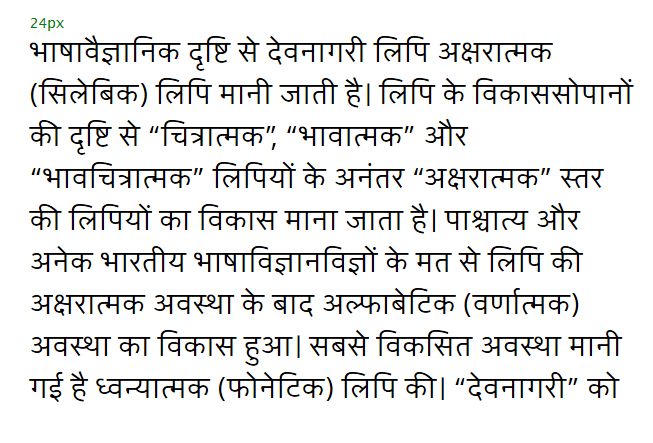 24px
भाषावैज्ञानिक दृष्टि से देवनागरी लिपि अक्षरात्मक
(सिलेबिक) लिपि मानी जाती है। लिपि के विकाससोपानों
की दृष्टि से “चित्रात्मक”, “भावात्मक” और
“भावचित्रात्मक” लिपियों के अनंतर “अक्षरात्मक” स्तर
की लिपियों का विकास माना जाता है। पाश्चात्य और
अनेक भारतीय भाषाविज्ञानविज्ञों के मत से लिपि की
अक्षरात्मक अवस्था के बाद अल्फाबेटिक (वर्णात्मक)
अवस्था का विकास हुआ। सबसे विकसित अवस्था मानी
गई है ध्वन्यात्मक (फोनेटिक) लिपि की। “देवनागरी” को